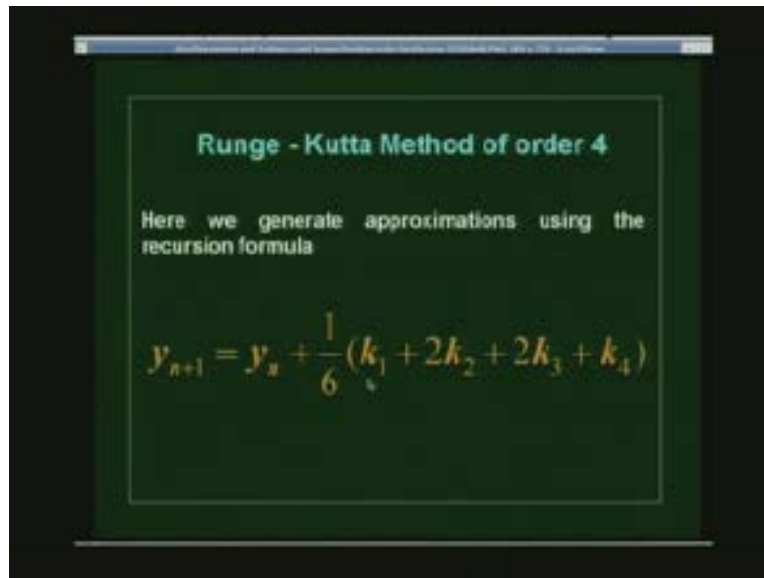 Runge - Kutta Method of order 4
Here we generate approximations using the
recursion formula
y_{n+1} = y_n + \frac{1}{6}(k_1 + 2k_2 + 2k_3 + k_4)